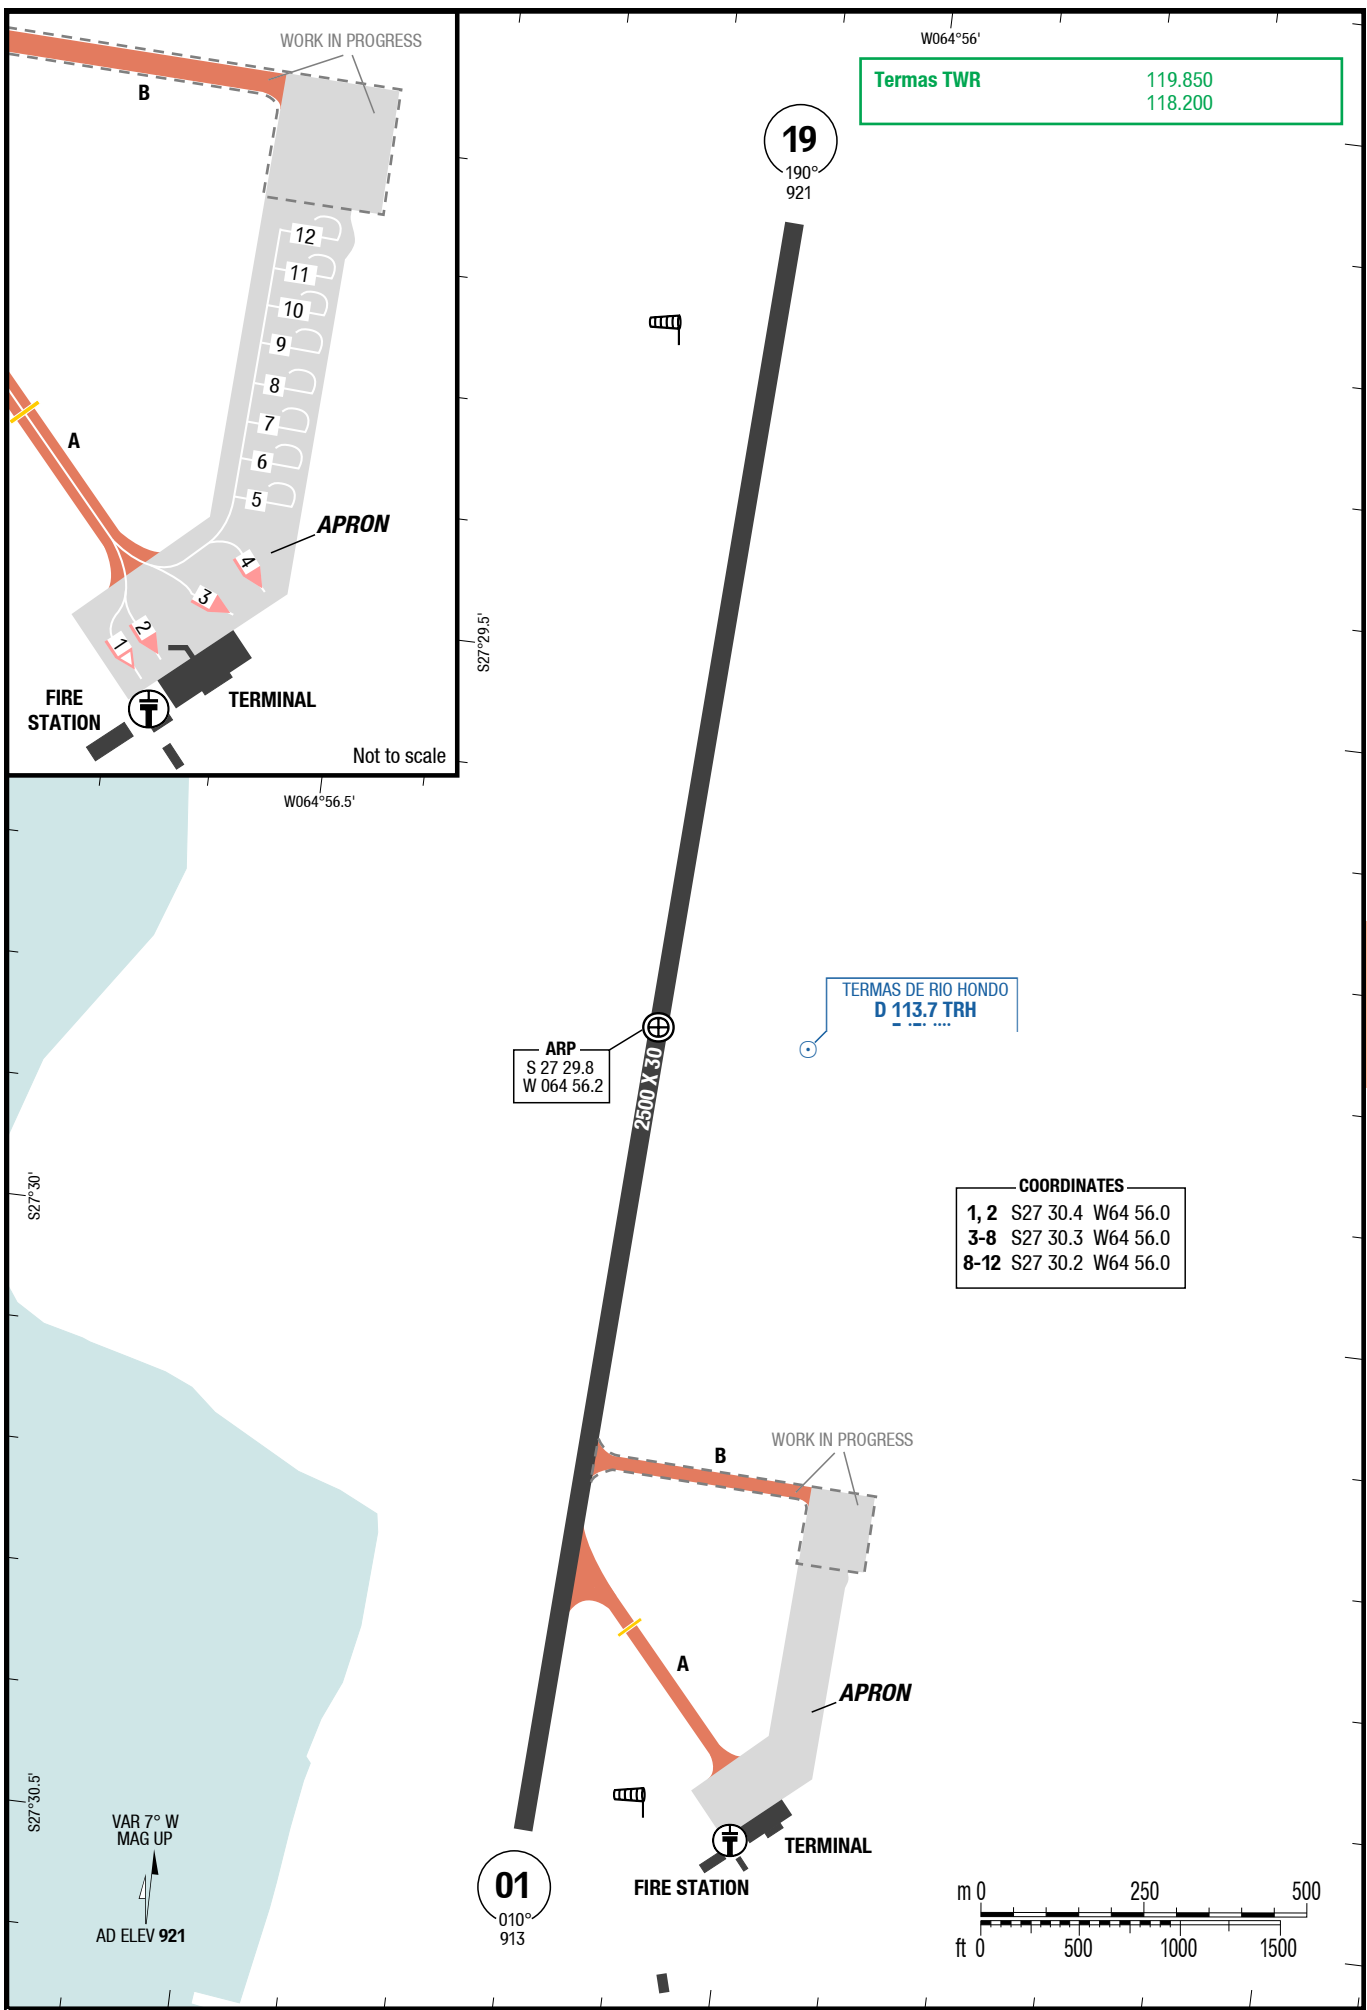 WORK IN PROGRESS
B
12
11
10
9
8
7
6
5
A
APRON
4
3
2
1
FIRE
STATION
TERMINAL
Not to scale
W064°56'
Termas TWR 119.850
118.200
19
190°
921
S27°29.5'
W064°56.5'
TERMAS DE RIO HONDO
D 113.7 TRH
ARP
S 27 29.8
W 064 56.2
2500 X 30
S27°30'
COORDINATES
1, 2 S27 30.4 W64 56.0
3-8 S27 30.3 W64 56.0
8-12 S27 30.2 W64 56.0
WORK IN PROGRESS
B
A
APRON
TERMINAL
FIRE STATION
S27°30.5'
VAR 7° W
MAG UP
AD ELEV 921
01
010°
913
m 0 250 500
ft 0 500 1000 1500